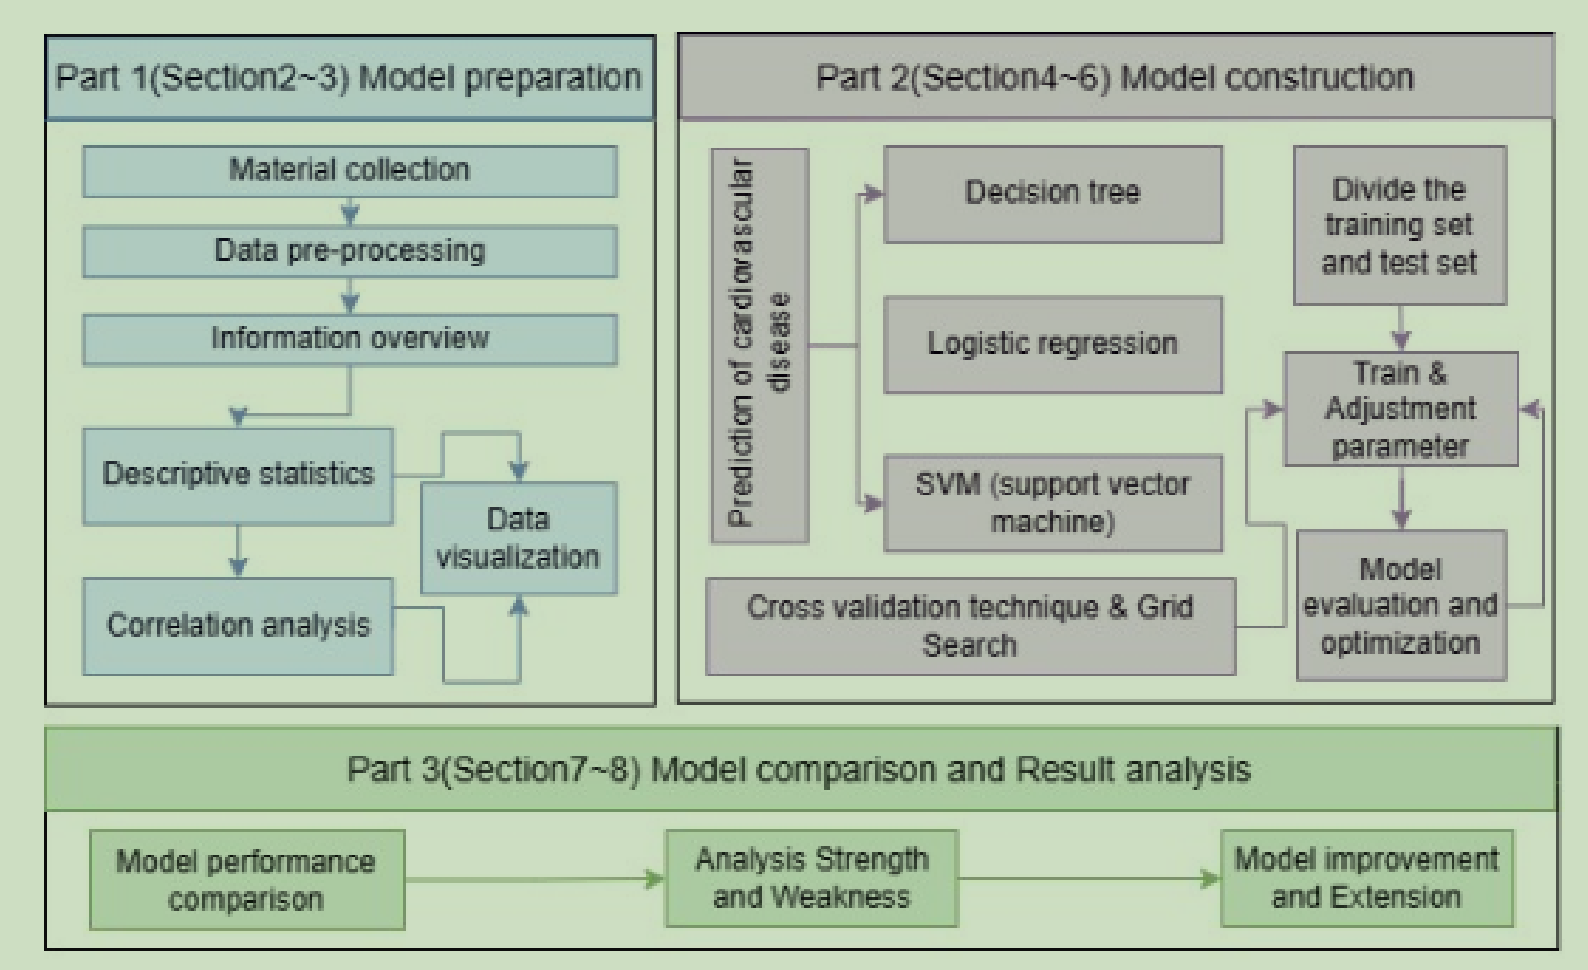 Part 1(Section2~3) Model preparation
Material collection
Data pre-processing
Information overview
Descriptive statistics
Data
visualization
Correlation analysis
Part 2(Section4~6) Model construction
Prediction of cardiovascular
disease
Decision tree
Logistic regression
SVM (support vector
machine)
Cross validation technique & Grid
Search
Divide the
training set
and test set
Train &
Adjustment
parameter
Model
evaluation and
optimization
Part 3(Section7~8) Model comparison and Result analysis
Model performance
comparison
Analysis Strength
and Weakness
Model improvement
and Extension